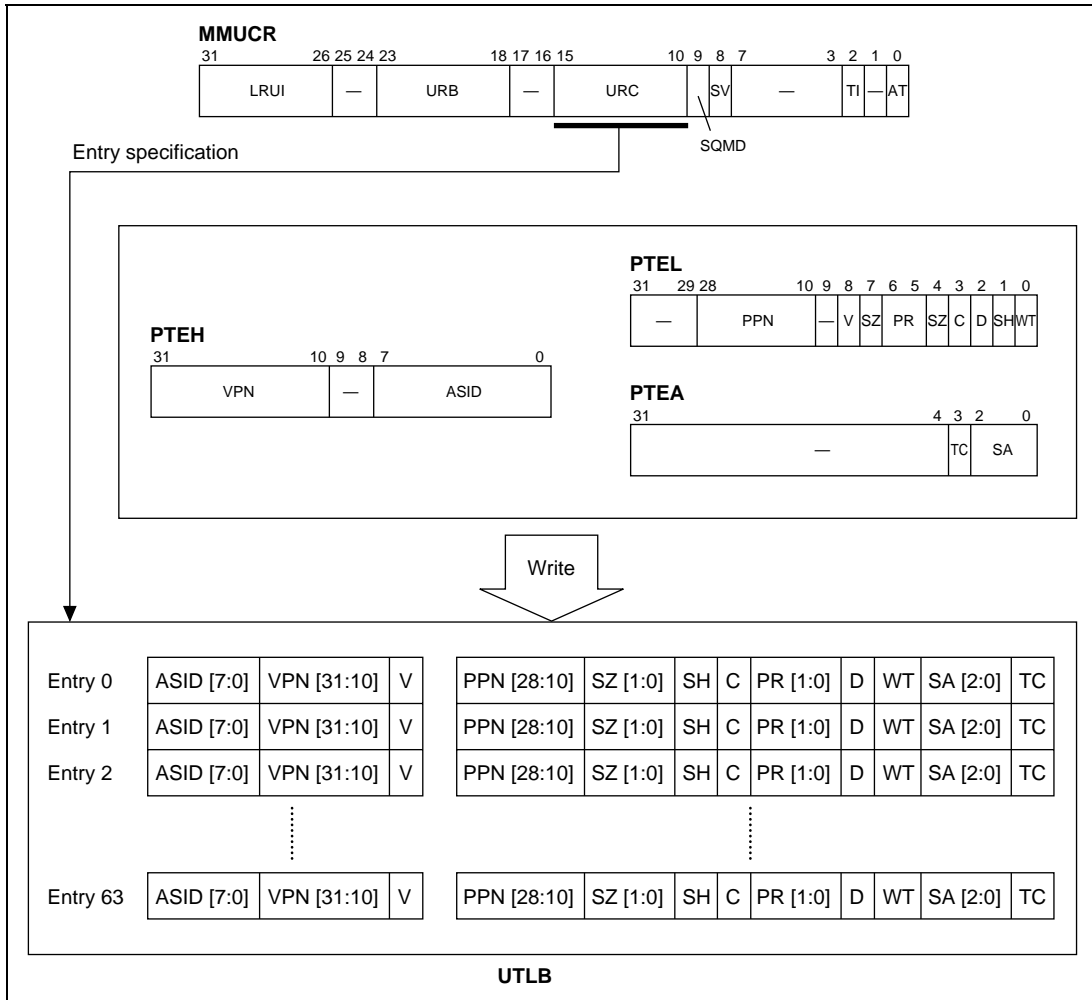 MMUCR
31 26 25 24 23 18 17 16 15 10 9 8 7 3 2 1 0
LRUI — URB — URC SV — TI — AT
SQMD
Entry specification
PTEL
31 29 28 10 9 8 7 6 5 4 3 2 1 0
— PPN — V SZ PR SZ C D SH WT
PTEH
31 10 9 8 7 0
VPN — ASID
PTEA
31 4 3 2 0
— TC SA
Write
Entry 0 ASID [7:0] VPN [31:10] V PPN [28:10] SZ [1:0] SH C PR [1:0] D WT SA [2:0] TC
Entry 1 ASID [7:0] VPN [31:10] V PPN [28:10] SZ [1:0] SH C PR [1:0] D WT SA [2:0] TC
Entry 2 ASID [7:0] VPN [31:10] V PPN [28:10] SZ [1:0] SH C PR [1:0] D WT SA [2:0] TC
Entry 63 ASID [7:0] VPN [31:10] V PPN [28:10] SZ [1:0] SH C PR [1:0] D WT SA [2:0] TC
UTLB